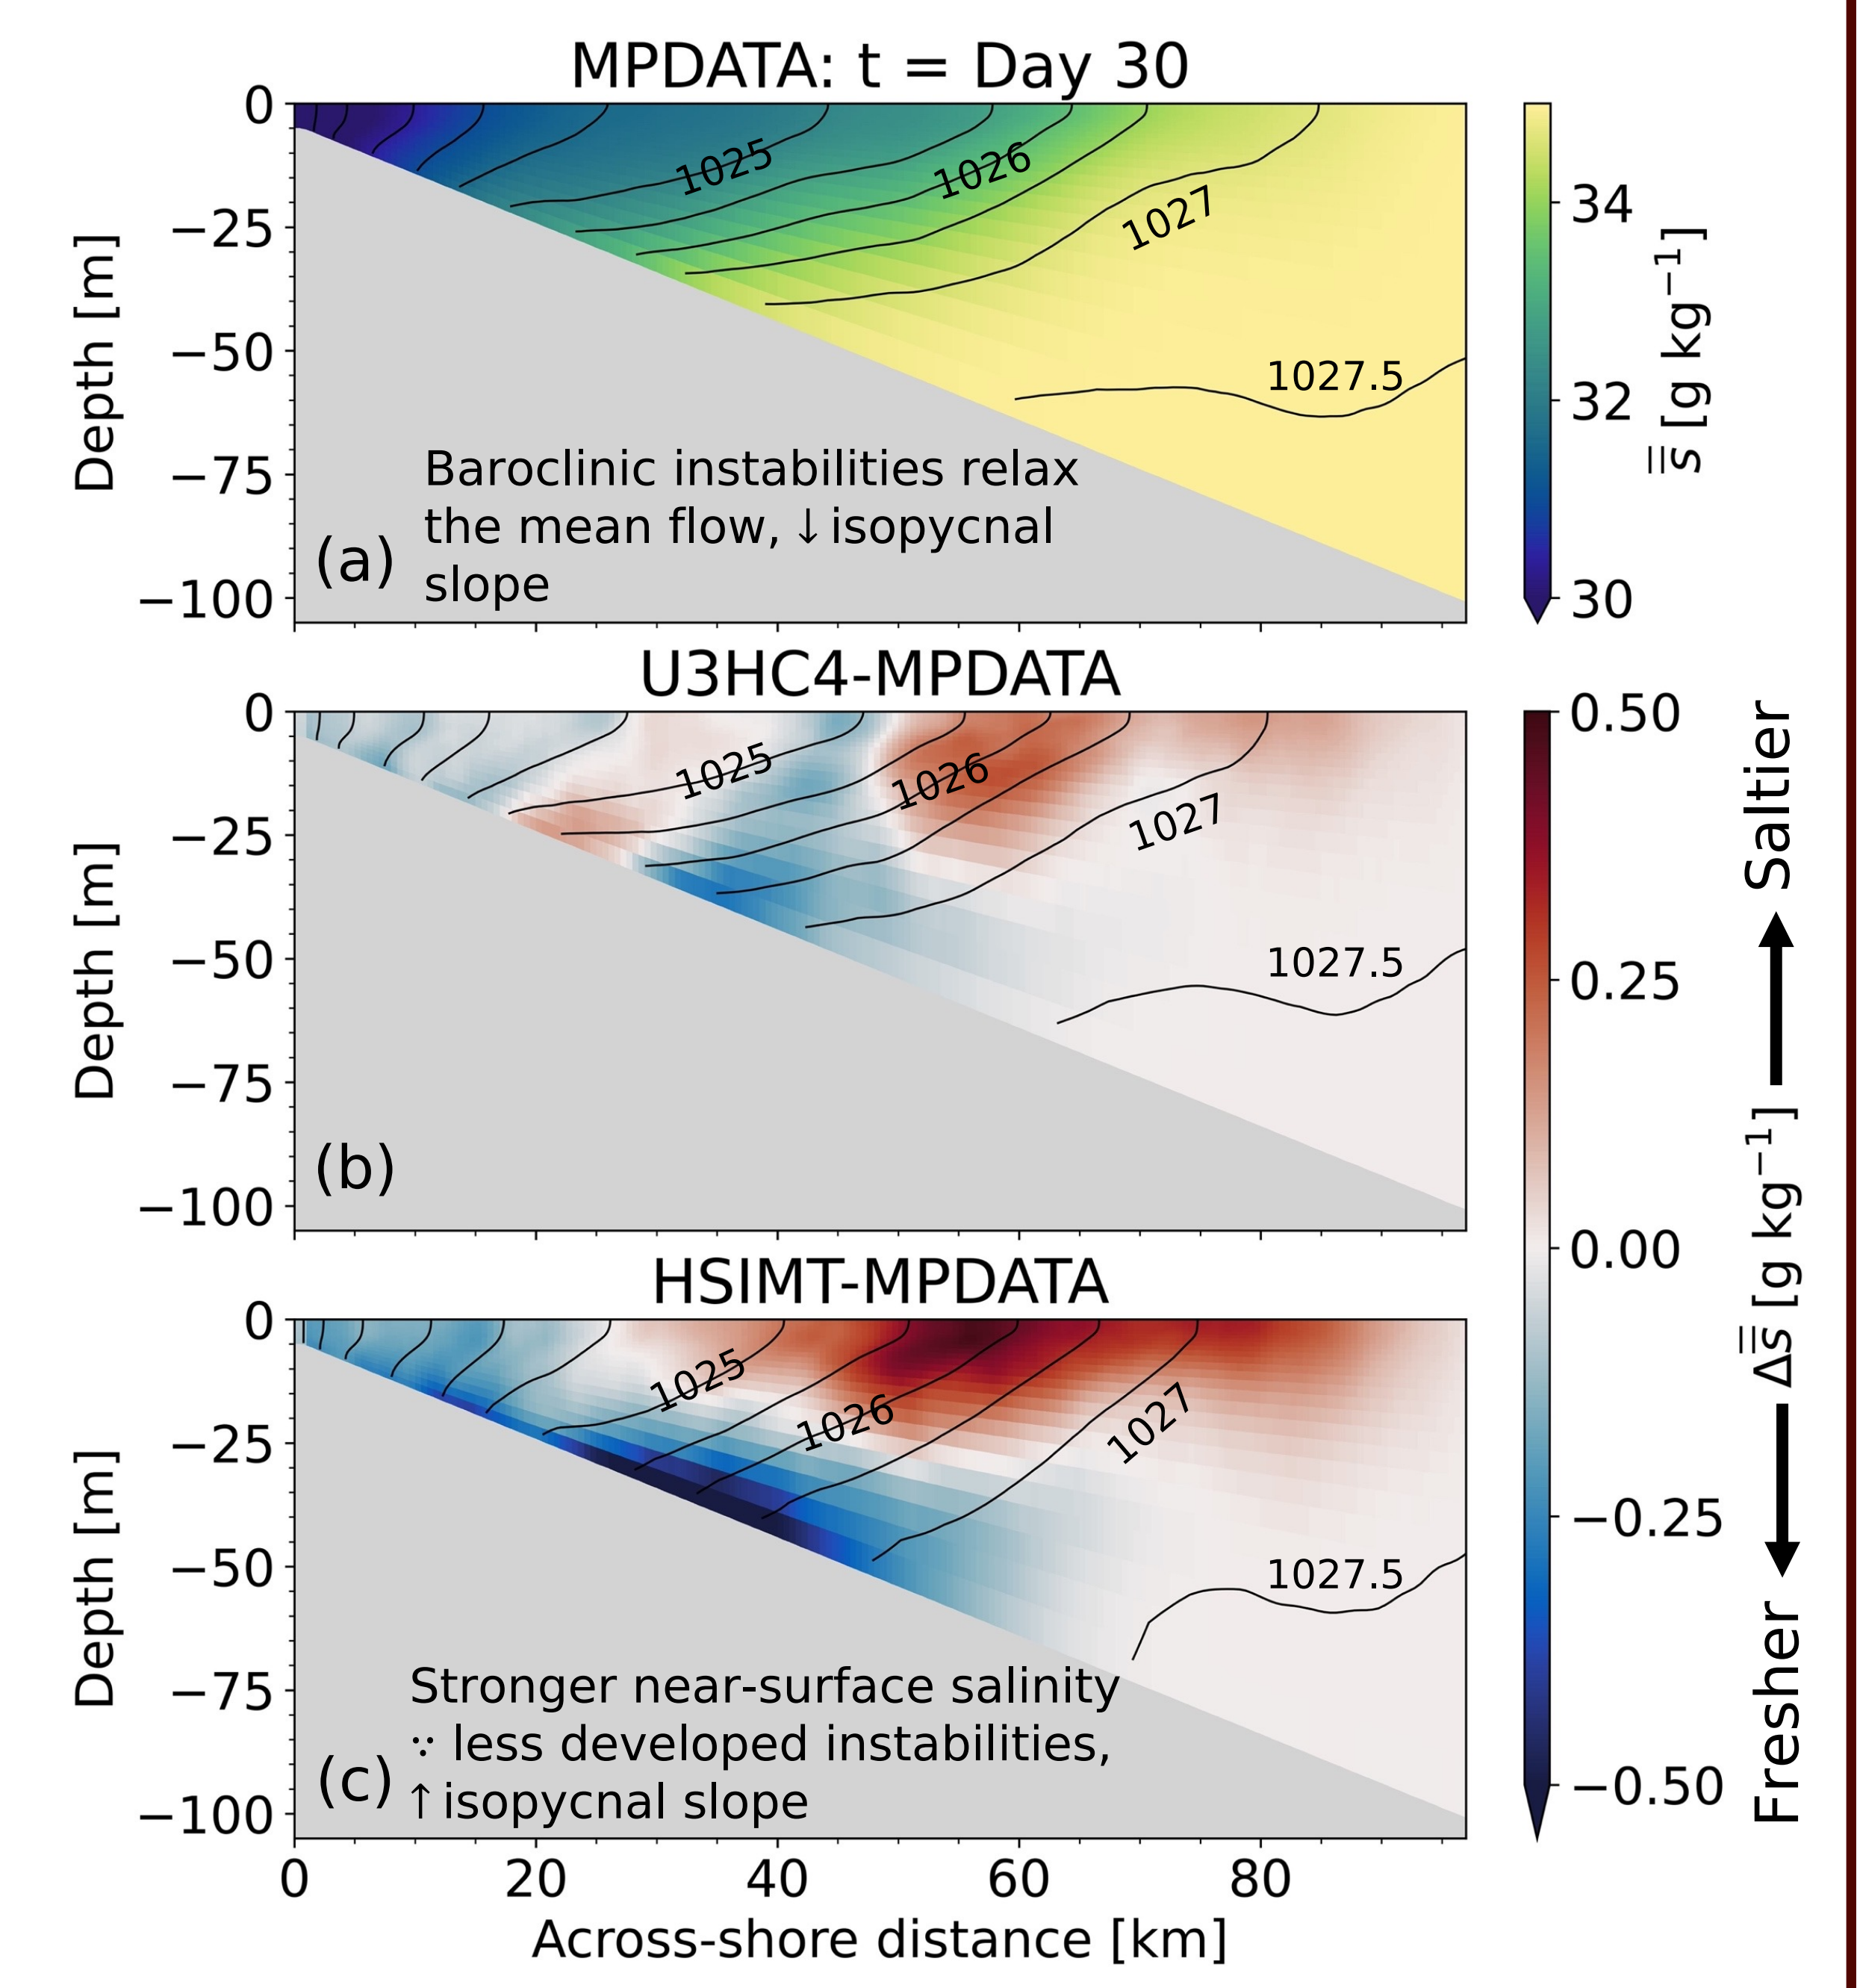 MPDATA: t = Day 30
0
−25
−50
−75
−100
Depth [m]
1025
1026
1027
1027.5
Baroclinic instabilities relax
the mean flow, ↓isopycnal
slope
(a)
34
32
30
s̿ [g kg⁻¹]
U3HC4-MPDATA
0
−25
−50
−75
−100
Depth [m]
1025
1026
1027
1027.5
(b)
HSIMT-MPDATA
0
−25
−50
−75
−100
Depth [m]
1025
1026
1027
1027.5
Stronger near-surface salinity
∵ less developed instabilities,
↑isopycnal slope
(c)
0 20 40 60 80
Across-shore distance [km]
0.50
0.25
0.00
−0.25
−0.50
Fresher ← Δs̿ [g kg⁻¹] → Saltier